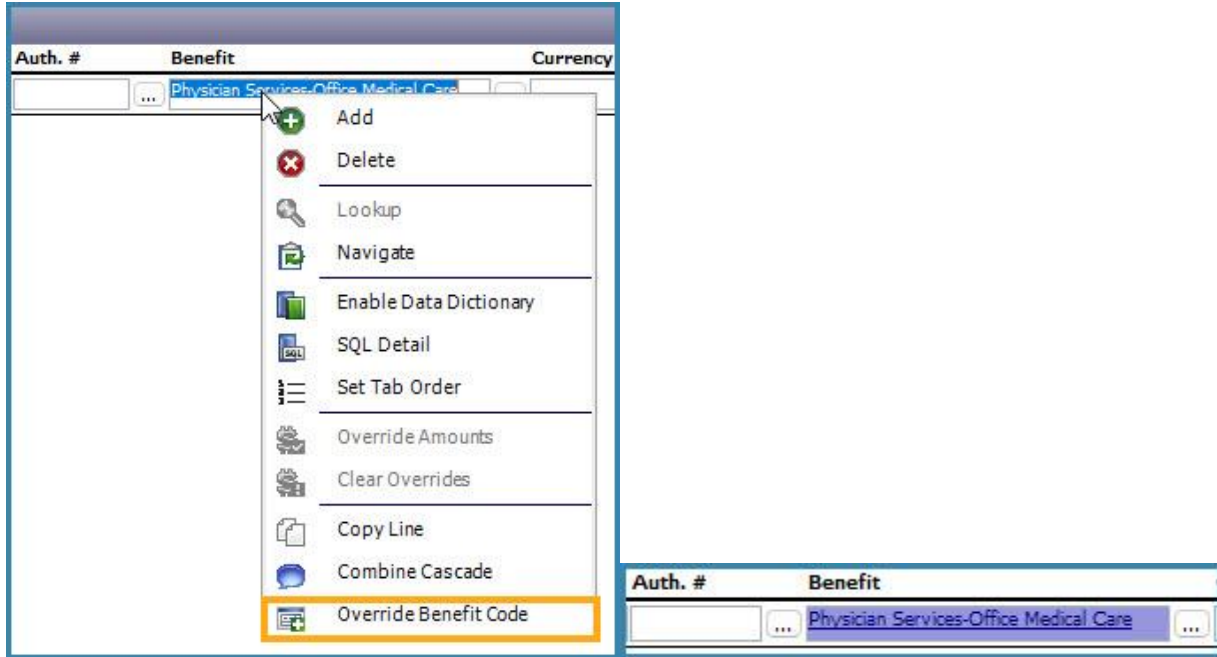 Auth. # Benefit Currency
... Physician Services-Office Medical Care
Add
Delete
Lookup
Navigate
Enable Data Dictionary
SQL SQL Detail
Set Tab Order
Override Amounts
Clear Overrides
Copy Line
Combine Cascade
Override Benefit Code
Auth. # Benefit
... Physician Services-Office Medical Care ...